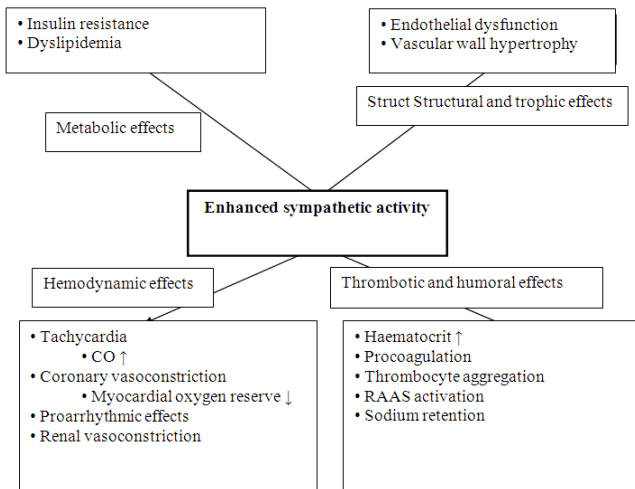 • Insulin resistance
• Dyslipidemia
• Endothelial dysfunction
• Vascular wall hypertrophy
Metabolic effects
Struct Structural and trophic effects
Enhanced sympathetic activity
Hemodynamic effects
Thrombotic and humoral effects
• Tachycardia
• CO ↑
• Coronary vasoconstriction
• Myocardial oxygen reserve ↓
• Proarrhythmic effects
• Renal vasoconstriction
• Haematocrit ↑
• Procoagulation
• Thrombocyte aggregation
• RAAS activation
• Sodium retention